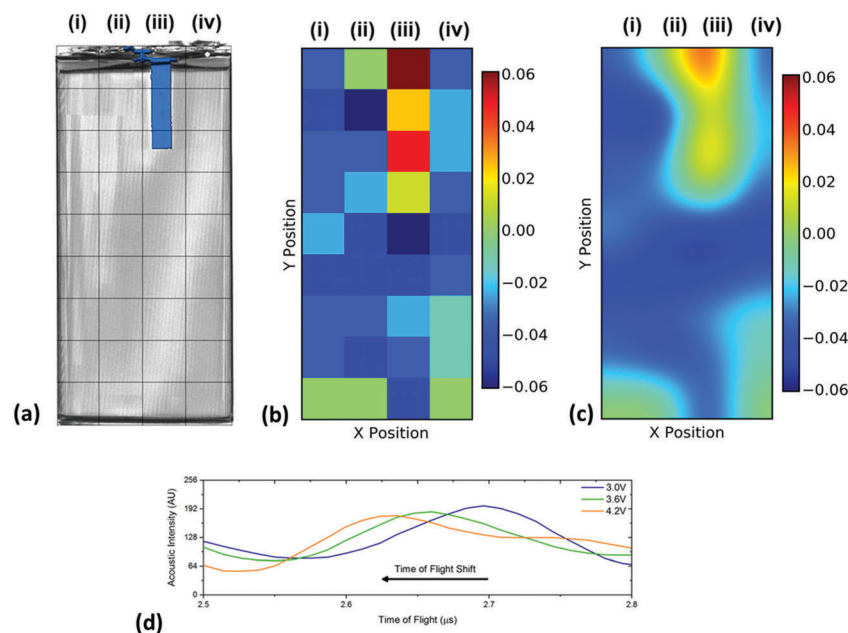 (i) (ii) (iii) (iv)
(a)
(i) (ii) (iii) (iv)
0.06
0.04
0.02
0.00
−0.02
−0.04
−0.06
Y Position
X Position
(b)
(i) (ii) (iii) (iv)
0.06
0.04
0.02
0.00
−0.02
−0.04
−0.06
Y Position
X Position
(c)
256
192
128
64
0
Acoustic Intensity (AU)
3.0V
3.6V
4.2V
Time of Flight Shift
2.5 2.6 2.7 2.8
Time of Flight (μs)
(d)